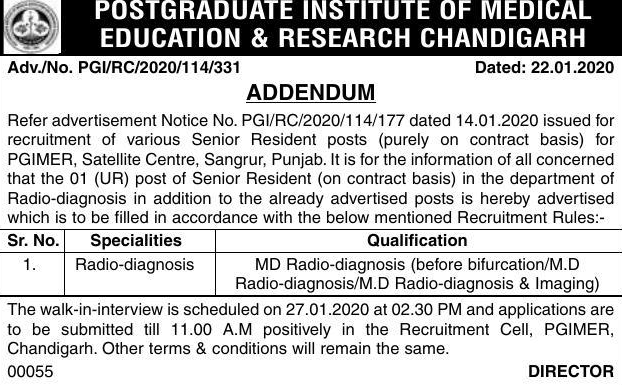 POSTGRADUATE INSTITUTE OF MEDICAL
EDUCATION & RESEARCH CHANDIGARH
Adv./No. PGI/RC/2020/114/331 Dated: 22.01.2020
ADDENDUM
Refer advertisement Notice No. PGI/RC/2020/114/177 dated 14.01.2020 issued for
recruitment of various Senior Resident posts (purely on contract basis) for
PGIMER, Satellite Centre, Sangrur, Punjab. It is for the information of all concerned
that the 01 (UR) post of Senior Resident (on contract basis) in the department of
Radio-diagnosis in addition to the already advertised posts is hereby advertised
which is to be filled in accordance with the below mentioned Recruitment Rules:-
Sr. No. Specialities Qualification
1. Radio-diagnosis MD Radio-diagnosis (before bifurcation/M.D
Radio-diagnosis/M.D Radio-diagnosis & Imaging)
The walk-in-interview is scheduled on 27.01.2020 at 02.30 PM and applications are
to be submitted till 11.00 A.M positively in the Recruitment Cell, PGIMER,
Chandigarh. Other terms & conditions will remain the same.
00055 DIRECTOR